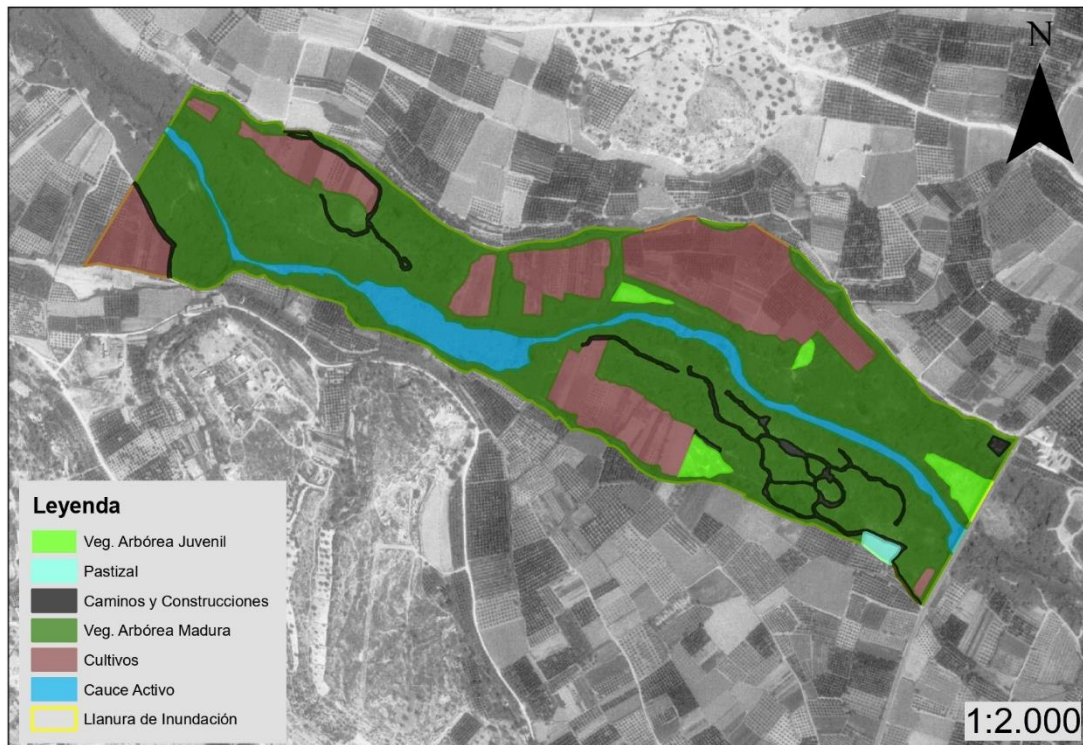 N
Leyenda
Veg. Arbórea Juvenil
Pastizal
Caminos y Construcciones
Veg. Arbórea Madura
Cultivos
Cauce Activo
Llanura de Inundación
1:2.000